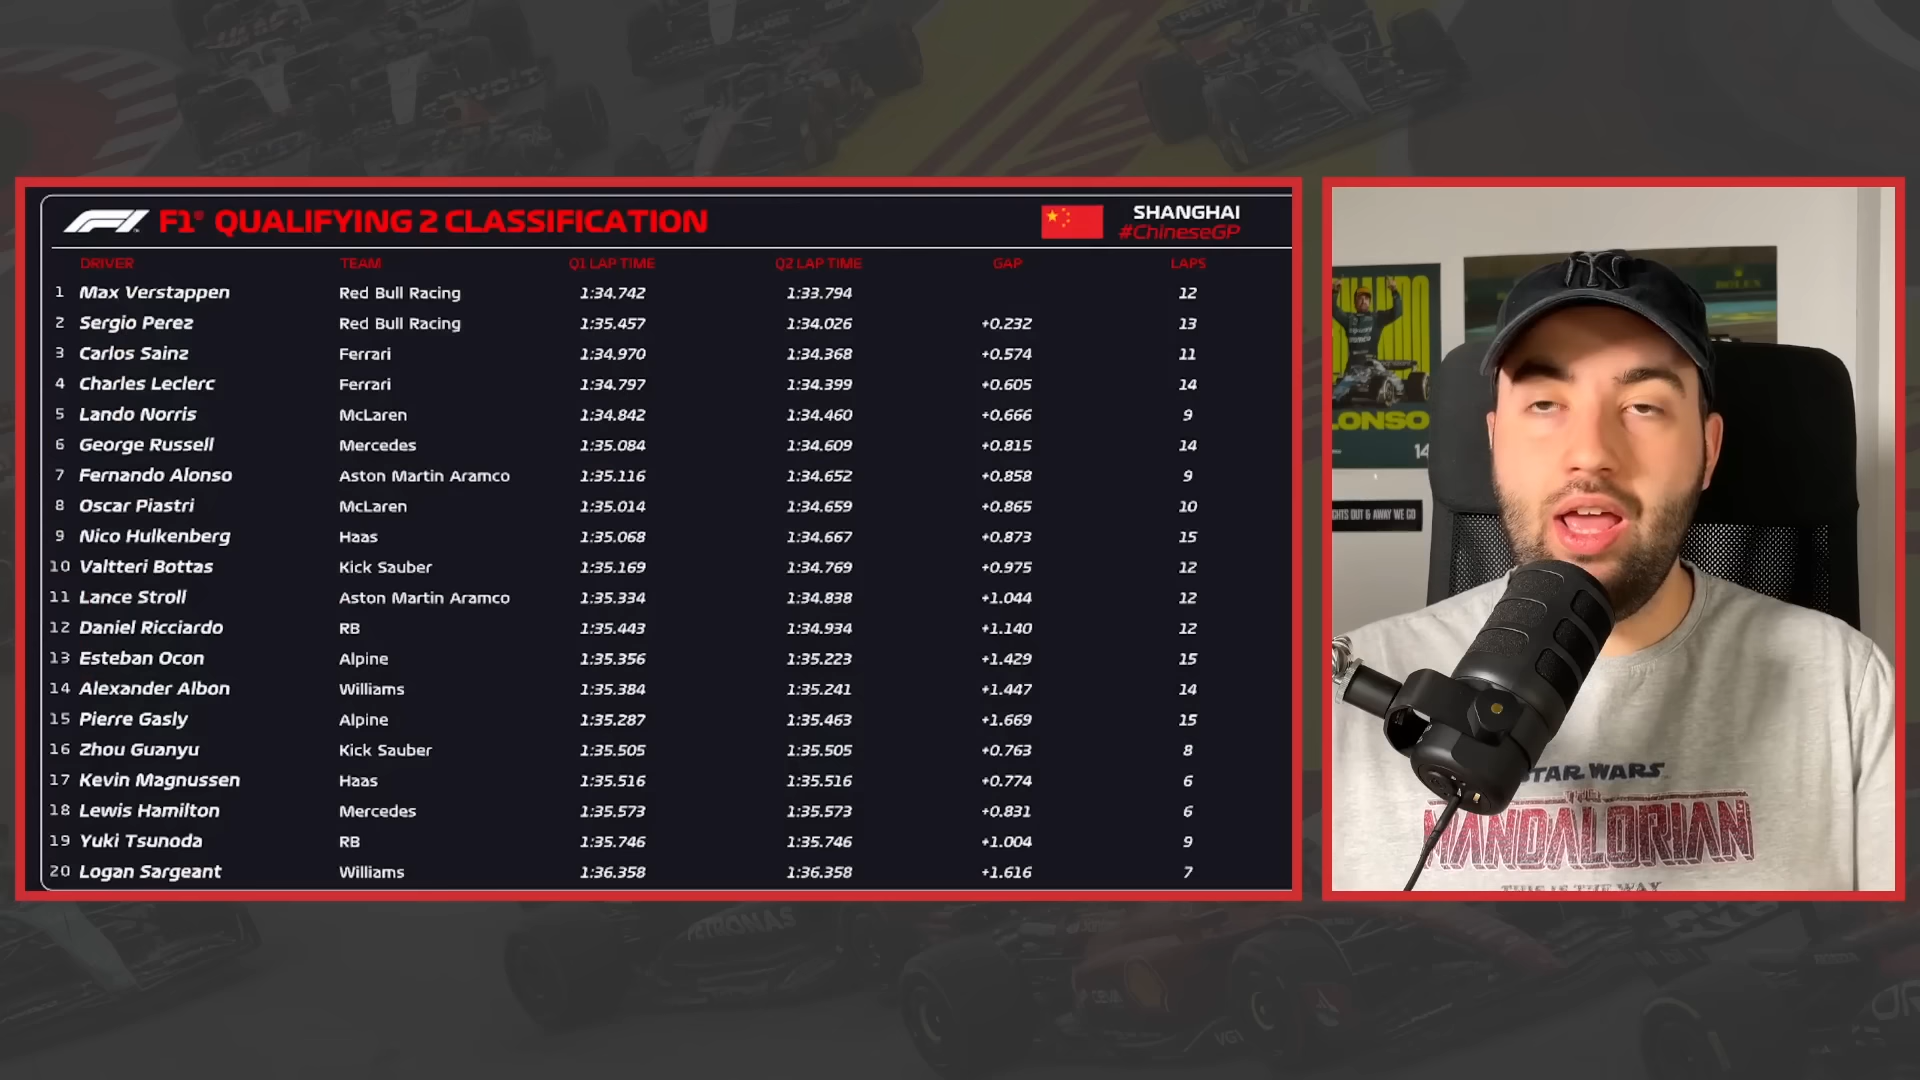 F1® QUALIFYING 2 CLASSIFICATION
SHANGHAI
#ChineseGP
DRIVER TEAM Q1 LAP TIME Q2 LAP TIME GAP LAPS
1 Max Verstappen Red Bull Racing 1:34.742 1:33.794 12
2 Sergio Perez Red Bull Racing 1:35.457 1:34.026 +0.232 13
3 Carlos Sainz Ferrari 1:34.970 1:34.368 +0.574 11
4 Charles Leclerc Ferrari 1:34.797 1:34.399 +0.605 14
5 Lando Norris McLaren 1:34.842 1:34.460 +0.666 9
6 George Russell Mercedes 1:35.084 1:34.609 +0.815 14
7 Fernando Alonso Aston Martin Aramco 1:35.116 1:34.652 +0.858 9
8 Oscar Piastri McLaren 1:35.014 1:34.659 +0.865 10
9 Nico Hulkenberg Haas 1:35.068 1:34.667 +0.873 15
10 Valtteri Bottas Kick Sauber 1:35.169 1:34.769 +0.975 12
11 Lance Stroll Aston Martin Aramco 1:35.334 1:34.838 +1.044 12
12 Daniel Ricciardo RB 1:35.443 1:34.934 +1.140 12
13 Esteban Ocon Alpine 1:35.356 1:35.223 +1.429 15
14 Alexander Albon Williams 1:35.384 1:35.241 +1.447 14
15 Pierre Gasly Alpine 1:35.287 1:35.463 +1.669 15
16 Zhou Guanyu Kick Sauber 1:35.505 1:35.505 +0.763 8
17 Kevin Magnussen Haas 1:35.516 1:35.516 +0.774 6
18 Lewis Hamilton Mercedes 1:35.573 1:35.573 +0.831 6
19 Yuki Tsunoda RB 1:35.746 1:35.746 +1.004 9
20 Logan Sargeant Williams 1:36.358 1:36.358 +1.616 7
ROLEX
LONSO
14
GHTS OUT & AWAY WE GO
STAR WARS
MANDALORIAN
THIS IS THE WAY
PETRONAS